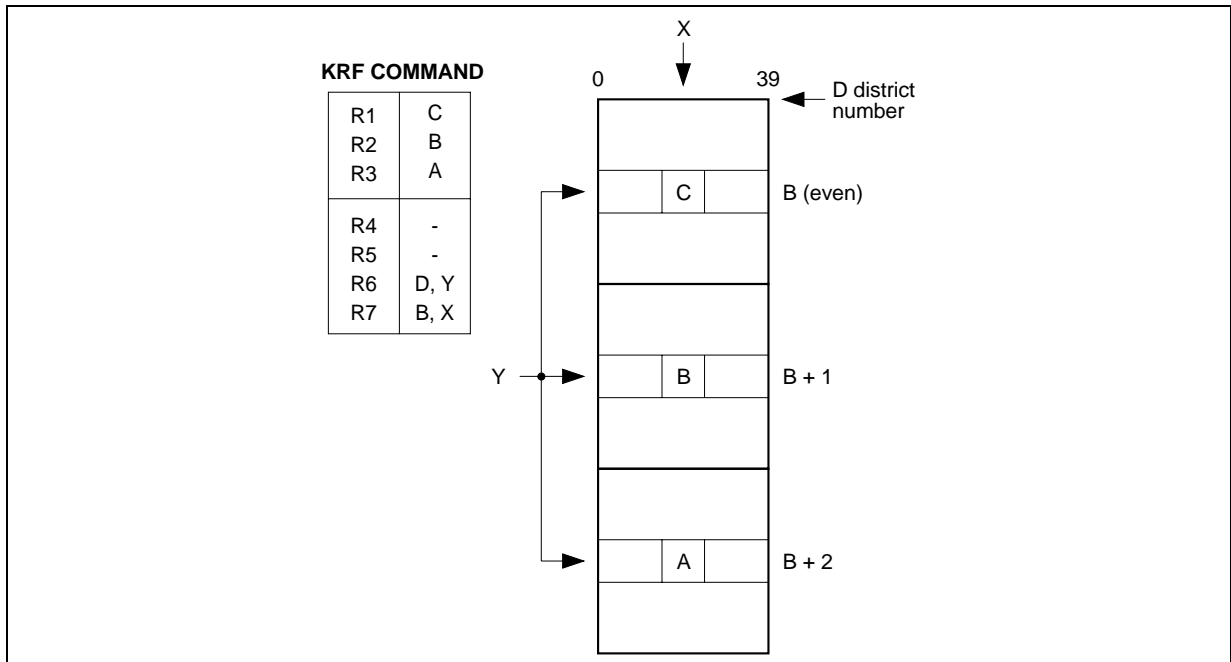 X
KRF COMMAND
0 39
D district
number
R1 C
R2 B
R3 A
R4 -
R5 -
R6 D, Y
R7 B, X
C B (even)
Y B B + 1
A B + 2